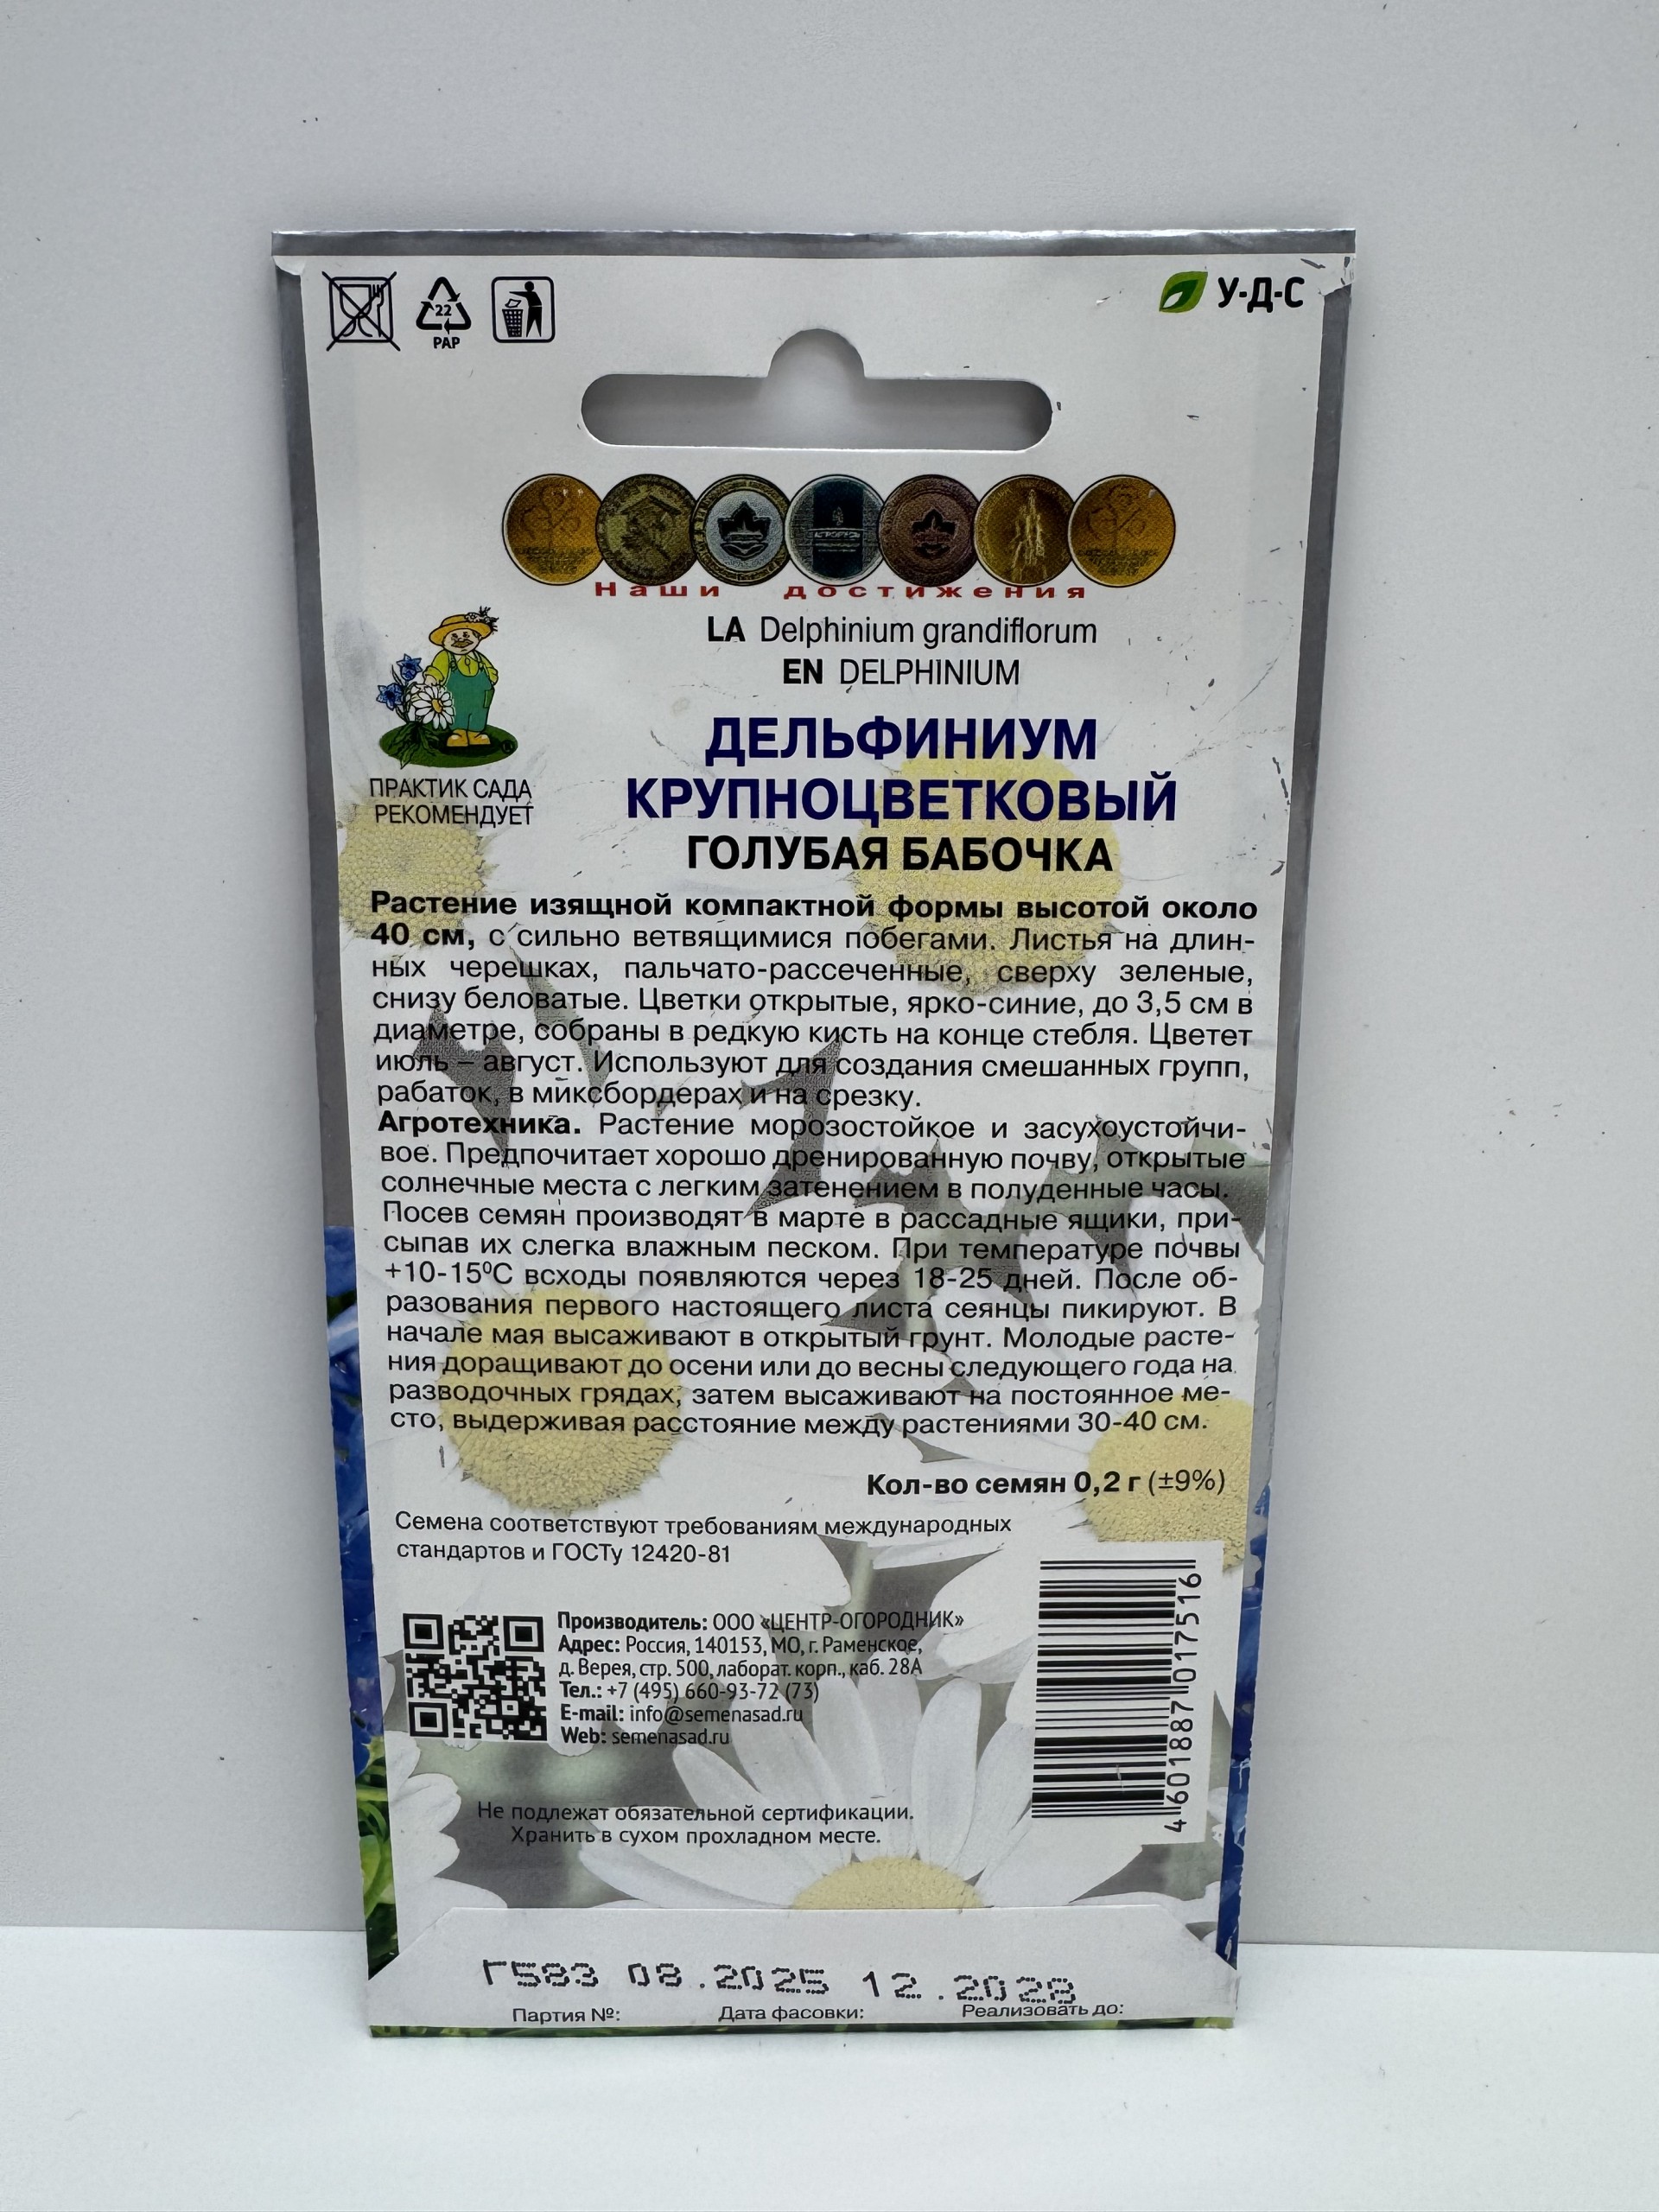 22
PAP
У-Д-С
Наши достижения
LA Delphinium grandiflorum
EN DELPHINIUM
ПРАКТИК САДА
РЕКОМЕНДУЕТ
ДЕЛЬФИНИУМ
КРУПНОЦВЕТКОВЫЙ
ГОЛУБАЯ БАБОЧКА
Растение изящной компактной формы высотой около
40 см, с сильно ветвящимися побегами. Листья на длин-
ных черешках, пальчато-рассеченные, сверху зеленые,
снизу беловатые. Цветки открытые, ярко-синие, до 3,5 см в
диаметре, собраны в редкую кисть на конце стебля. Цветет
июль – август. Используют для создания смешанных групп,
рабаток, в миксбордерах и на срезку.
Агротехника. Растение морозостойкое и засухоустойчи-
вое. Предпочитает хорошо дренированную почву, открытые
солнечные места с легким затенением в полуденные часы.
Посев семян производят в марте в рассадные ящики, при-
сыпав их слегка влажным песком. При температуре почвы
+10-15⁰С всходы появляются через 18-25 дней. После об-
разования первого настоящего листа сеянцы пикируют. В
начале мая высаживают в открытый грунт. Молодые расте-
ния доращивают до осени или до весны следующего года на
разводочных грядах, затем высаживают на постоянное ме-
сто, выдерживая расстояние между растениями 30-40 см.
Кол-во семян 0,2 г (±9%)
Семена соответствуют требованиям международных
стандартов и ГОСТу 12420-81
Производитель: ООО «ЦЕНТР-ОГОРОДНИК»
Адрес: Россия, 140153, МО, г. Раменское,
д. Верея, стр. 500, лаборат. корп., каб. 28А
Тел.: +7 (495) 660-93-72 (73)
E-mail: info@semenasad.ru
Web: semenasad.ru
4 601887 017516
Не подлежат обязательной сертификации.
Хранить в сухом прохладном месте.
Г583 08.2025 12.2028
Партия №: Дата фасовки: Реализовать до: